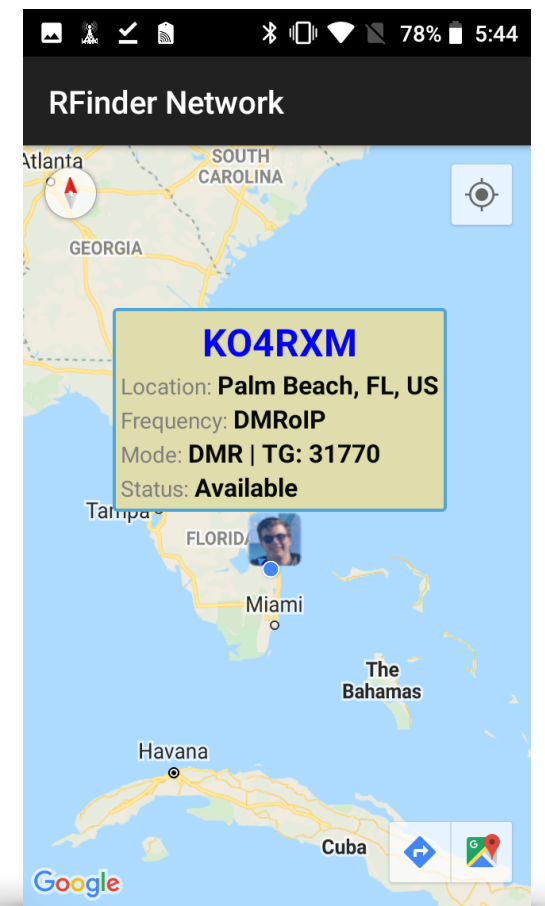 78% 5:44
RFinder Network
Atlanta
SOUTH
CAROLINA
GEORGIA
KO4RXM
Location: Palm Beach, FL, US
Frequency: DMRoIP
Mode: DMR | TG: 31770
Status: Available
Tampa
FLORIDA
Miami
The
Bahamas
Havana
Cuba
G
Google